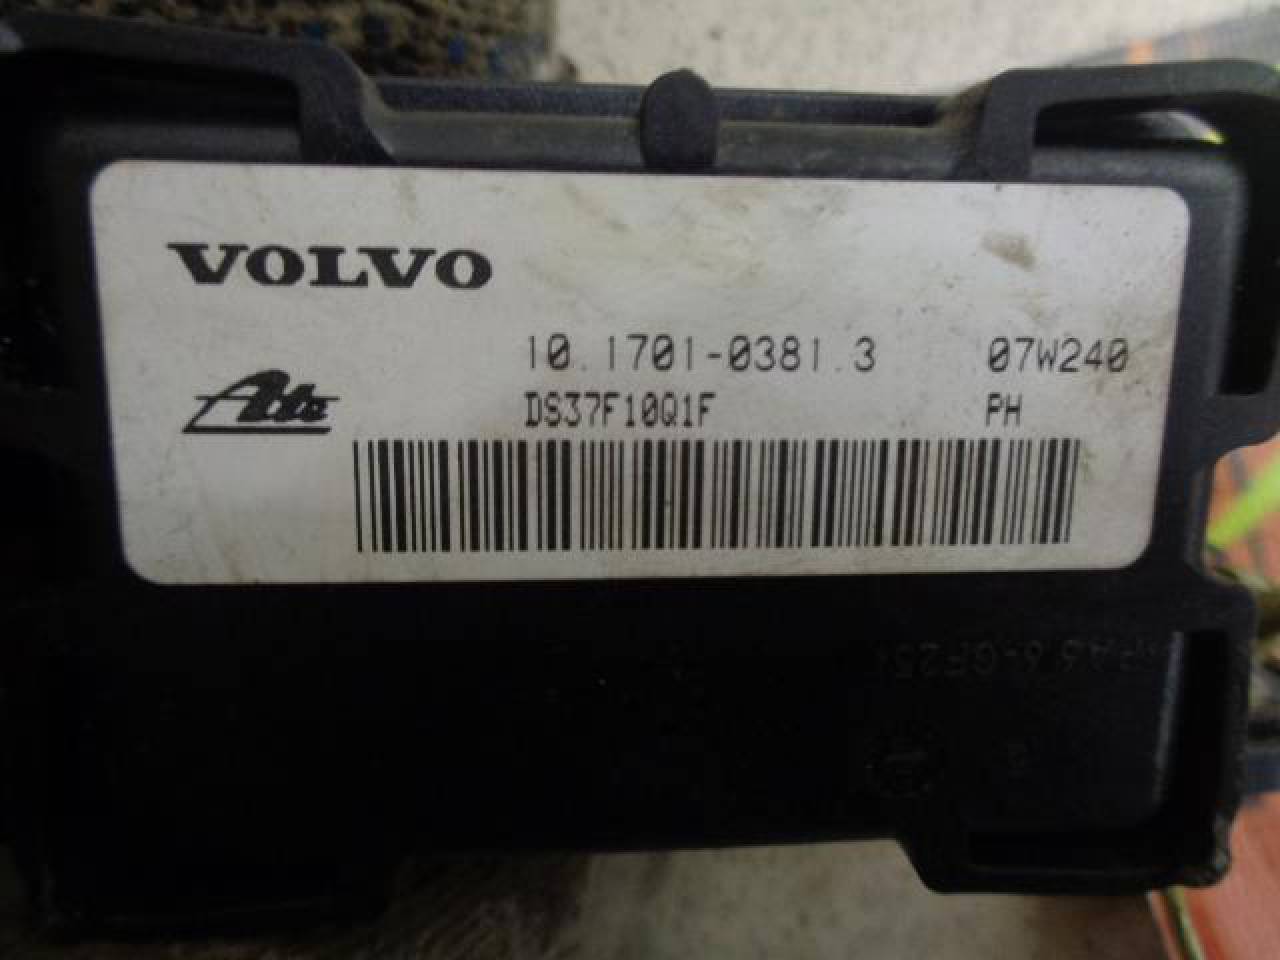 VOLVO
10.1701-0381.3 07W240
Ate
DS37F10Q1F PH